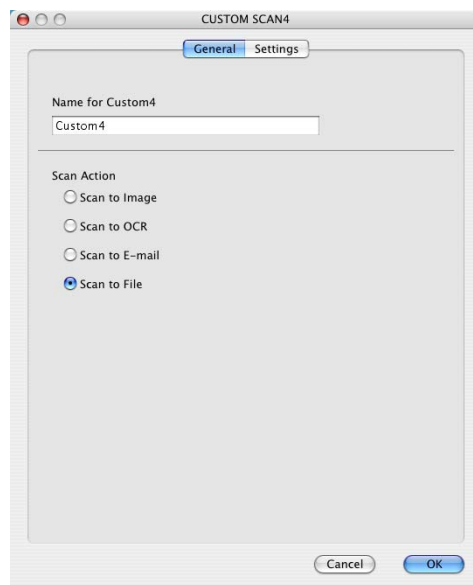 CUSTOM SCAN4
General Settings
Name for Custom4
Custom4
Scan Action
Scan to Image
Scan to OCR
Scan to E-mail
Scan to File
Cancel OK